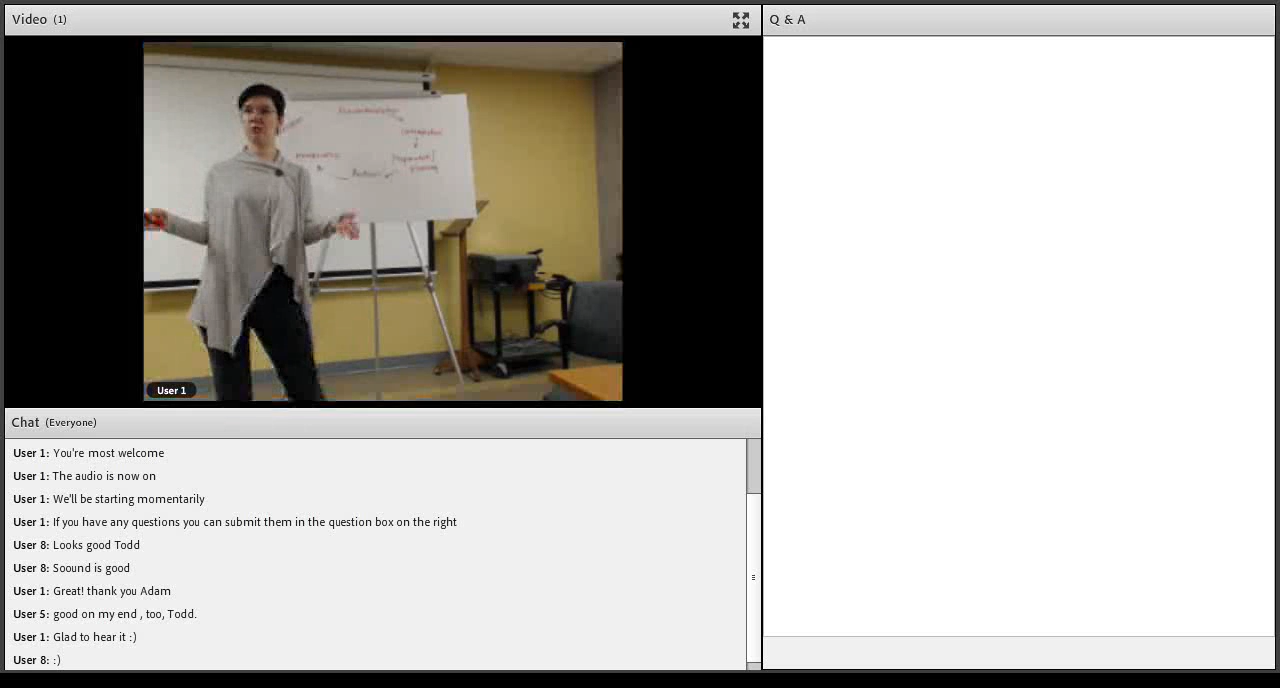 Video (1)
Q & A
User 1
Chat (Everyone)
User 1: You're most welcome
User 1: The audio is now on
User 1: We'll be starting momentarily
User 1: If you have any questions you can submit them in the question box on the right
User 8: Looks good Todd
User 8: Soound is good
User 1: Great! thank you Adam
User 5: good on my end , too, Todd.
User 1: Glad to hear it :)
User 8: :)